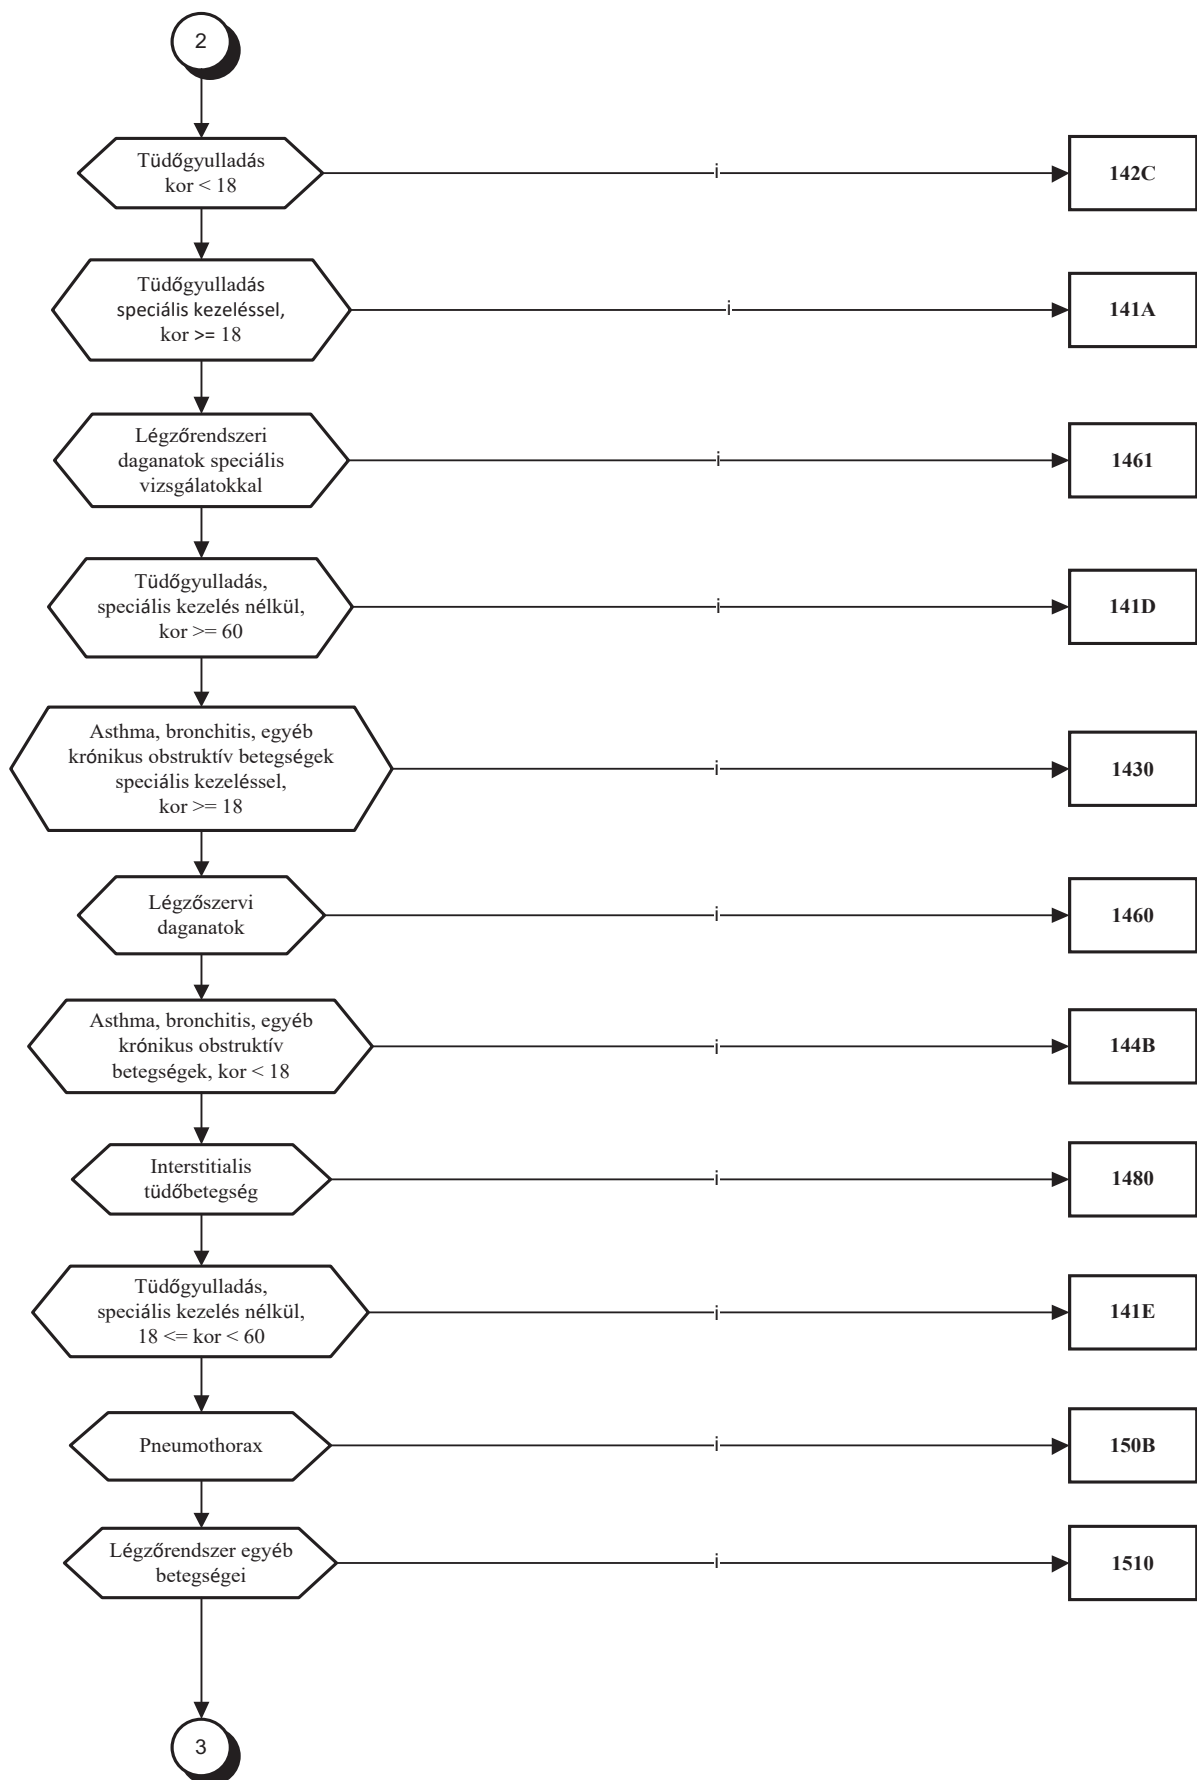 2
Tüdőgyulladás
kor < 18
i
142C
Tüdőgyulladás
speciális kezeléssel,
kor >= 18
i
141A
Légzőrendszeri
daganatok speciális
vizsgálatokkal
i
1461
Tüdőgyulladás,
speciális kezelés nélkül,
kor >= 60
i
141D
Asthma, bronchitis, egyéb
krónikus obstruktív betegségek
speciális kezeléssel,
kor >= 18
i
1430
Légzőszervi
daganatok
i
1460
Asthma, bronchitis, egyéb
krónikus obstruktív
betegségek, kor < 18
i
144B
Interstitialis
tüdőbetegség
i
1480
Tüdőgyulladás,
speciális kezelés nélkül,
18 <= kor < 60
i
141E
Pneumothorax
i
150B
Légzőrendszer egyéb
betegségei
i
1510
3